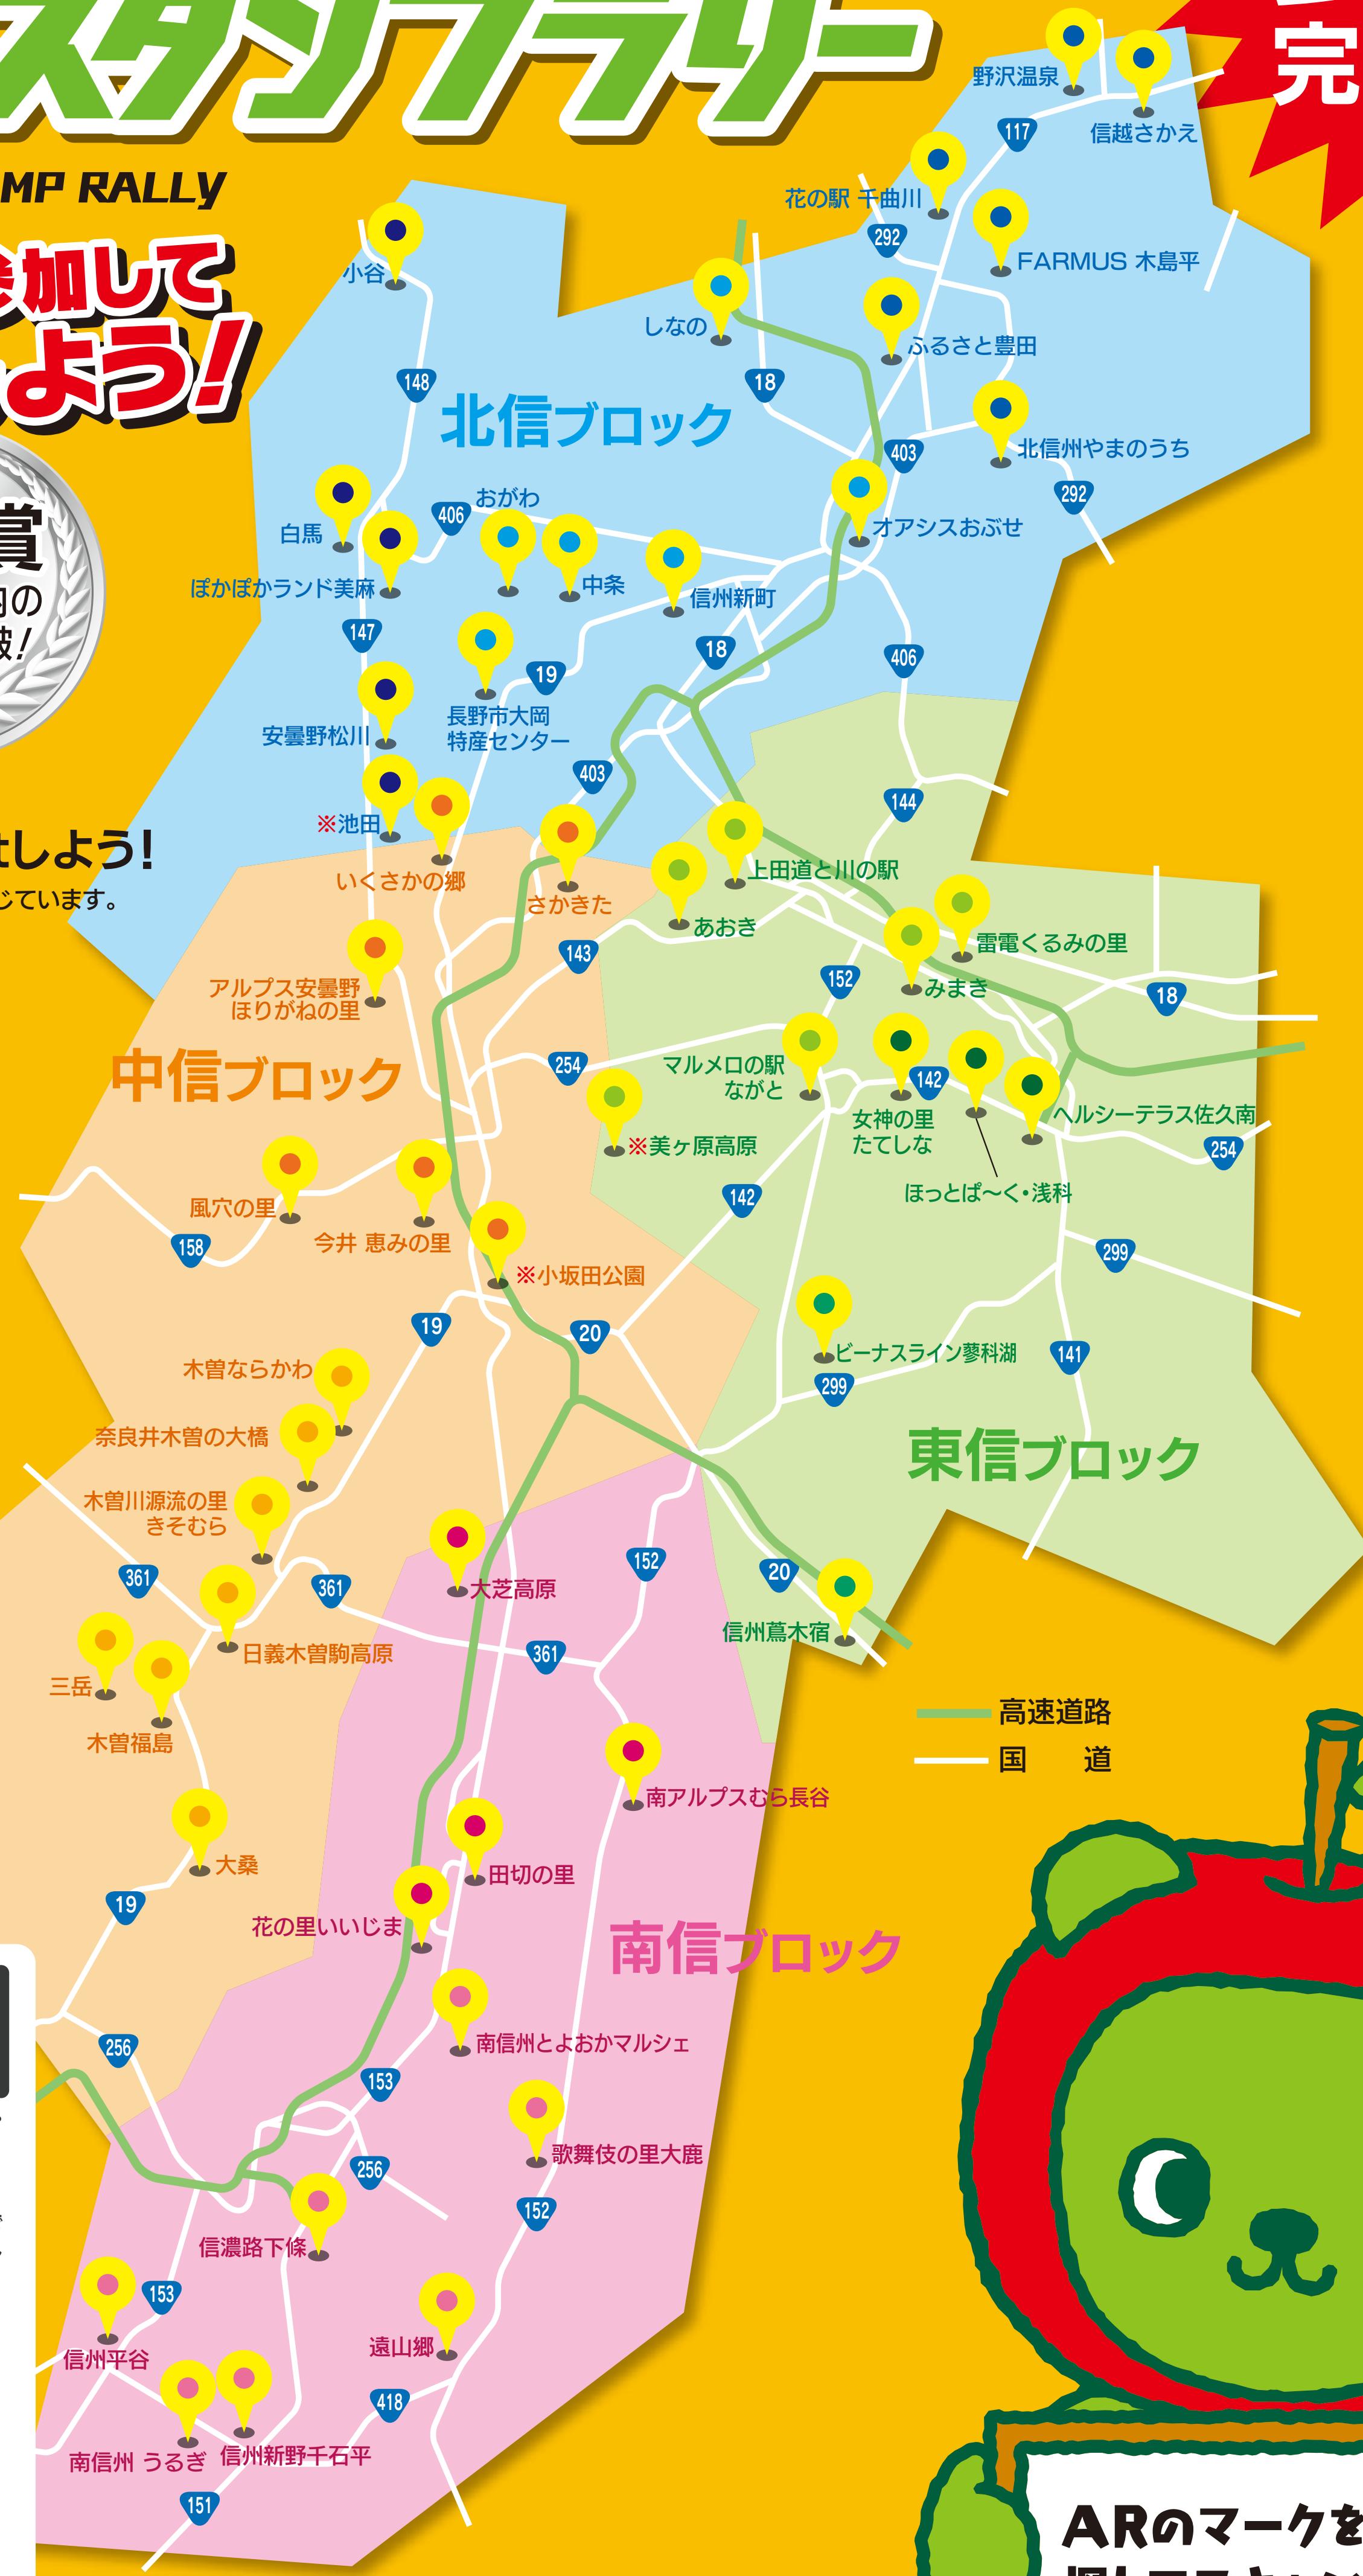 スタンプラリー
完
MP RALLY
参加して
よう!
賞
内の
破!
しよう!
じています。
野沢温泉
信越さかえ
117
花の駅 千曲川
292
FARMUS 木島平
小谷
しなの
ふるさと豊田
148
18
北信ブロック
403
北信州やまのうち
292
白馬
406
おがわ
オアシスおぶせ
ぽかぽかランド美麻
中条
信州新町
147
18
19
406
安曇野松川
長野市大岡
特産センター
403
144
※池田
いくさかの郷
さかきた
上田道と川の駅
あおき
雷電くるみの里
143
152
みまき
18
アルプス安曇野
ほりがねの里
中信ブロック
254
マルメロの駅
ながと
142
女神の里
たてしな
ヘルシーテラス佐久南
254
※美ヶ原高原
ほっとぱ〜く・浅科
142
風穴の里
158
今井 恵みの里
※小坂田公園
299
19
20
ビーナスライン蓼科湖
141
299
木曽ならかわ
奈良井木曽の大橋
東信ブロック
木曽川源流の里
きそむら
361
361
大芝高原
152
20
信州蔦木宿
日義木曽駒高原
361
三岳
木曽福島
高速道路
国 道
南アルプスむら長谷
大桑
田切の里
19
花の里いいじま
南信ブロック
南信州とよおかマルシェ
256
153
歌舞伎の里大鹿
256
152
信濃路下條
153
遠山郷
信州平谷
418
南信州 うるぎ
信州新野千石平
151
ARのマークを